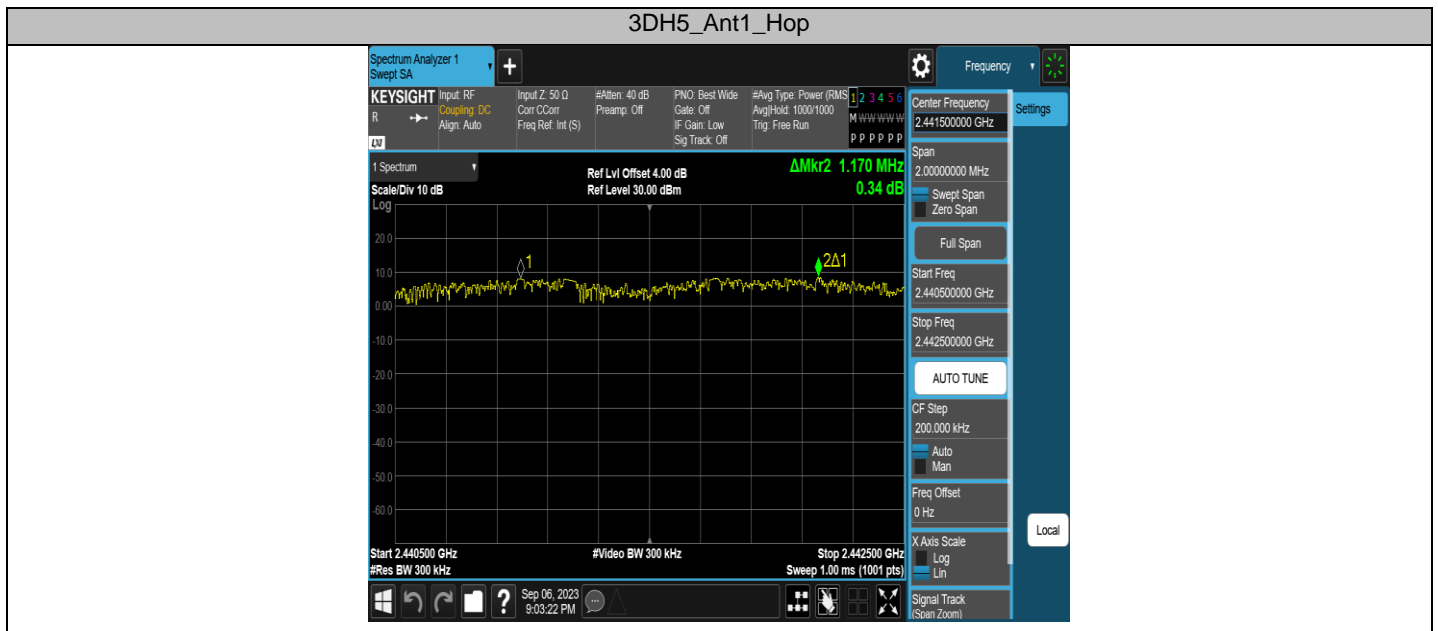 3DH5_Ant1_Hop
Spectrum Analyzer 1
Swept SA
+
Frequency
KEYSIGHT
R
LXI
Input: RF
Coupling: DC
Align: Auto
Input Z: 50 Ω
Corr CCorr
Freq Ref: Int (S)
#Atten: 40 dB
Preamp: Off
PNO: Best Wide
Gate: Off
IF Gain: Low
Sig Track: Off
#Avg Type: Power (RMS
Avg|Hold: 1000/1000
Trig: Free Run
1 2 3 4 5 6
M W W W W W
P P P P P P
1 Spectrum
Scale/Div 10 dB
Ref Lvl Offset 4.00 dB
Ref Level 30.00 dBm
ΔMkr2 1.170 MHz
0.34 dB
Log
20.0
10.0
0.00
-10.0
-20.0
-30.0
-40.0
-50.0
-60.0
1
2Δ1
Start 2.440500 GHz
#Res BW 300 kHz
#Video BW 300 kHz
Stop 2.442500 GHz
Sweep 1.00 ms (1001 pts)
?
Sep 06, 2023
9:03:22 PM
Center Frequency
2.441500000 GHz
Span
2.00000000 MHz
Swept Span
Zero Span
Full Span
Start Freq
2.440500000 GHz
Stop Freq
2.442500000 GHz
AUTO TUNE
CF Step
200.000 kHz
Auto
Man
Freq Offset
0 Hz
X Axis Scale
Log
Lin
Signal Track
(Span Zoom)
Settings
Local